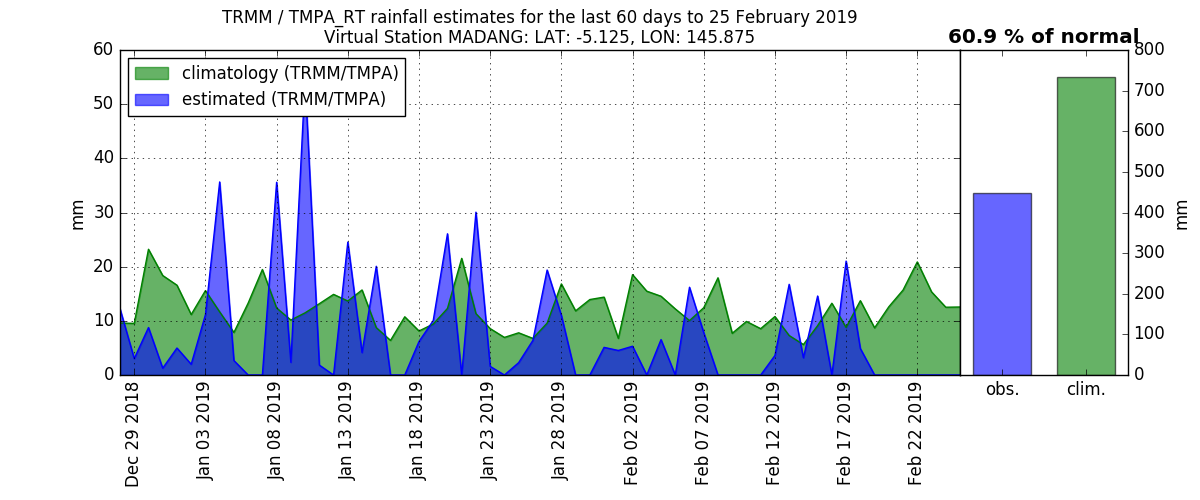 TRMM / TMPA_RT rainfall estimates for the last 60 days to 25 February 2019
Virtual Station MADANG: LAT: -5.125, LON: 145.875
60.9 % of normal
climatology (TRMM/TMPA)
estimated (TRMM/TMPA)
mm
60
50
40
30
20
10
0
Dec 29 2018
Jan 03 2019
Jan 08 2019
Jan 13 2019
Jan 18 2019
Jan 23 2019
Jan 28 2019
Feb 02 2019
Feb 07 2019
Feb 12 2019
Feb 17 2019
Feb 22 2019
obs.
clim.
800
700
600
500
400
300
200
100
0
mm